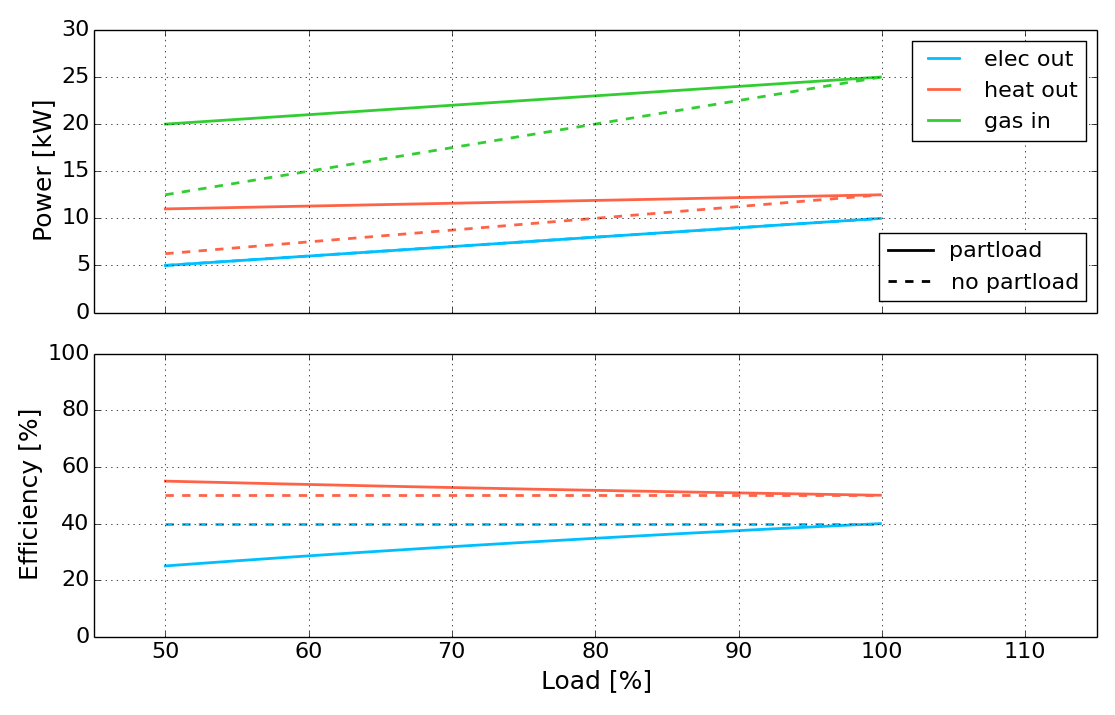 30
25
20
15
10
5
0
Power [kW]
elec out
heat out
gas in
partload
no partload
100
80
60
40
20
0
Efficiency [%]
50 60 70 80 90 100 110
Load [%]